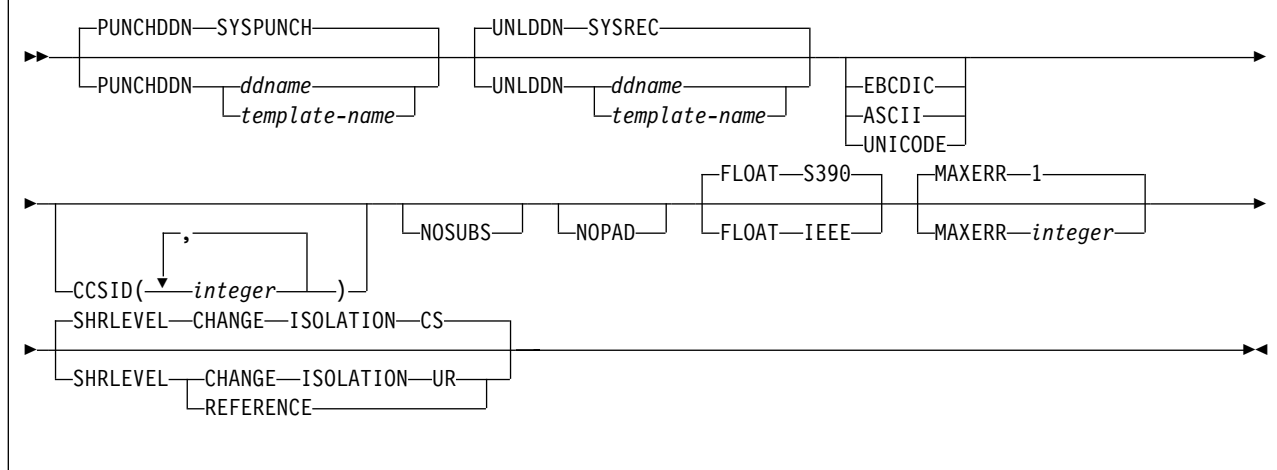 PUNCHDDN SYSPUNCH UNLDDN SYSREC
PUNCHDDN ddname UNLDDN ddname EBCDIC
template-name template-name ASCII
UNICODE
FLOAT S390 MAXERR 1
, NOSUBS NOPAD FLOAT IEEE MAXERR integer
CCSID( integer )
SHRLEVEL CHANGE ISOLATION CS
SHRLEVEL CHANGE ISOLATION UR
REFERENCE